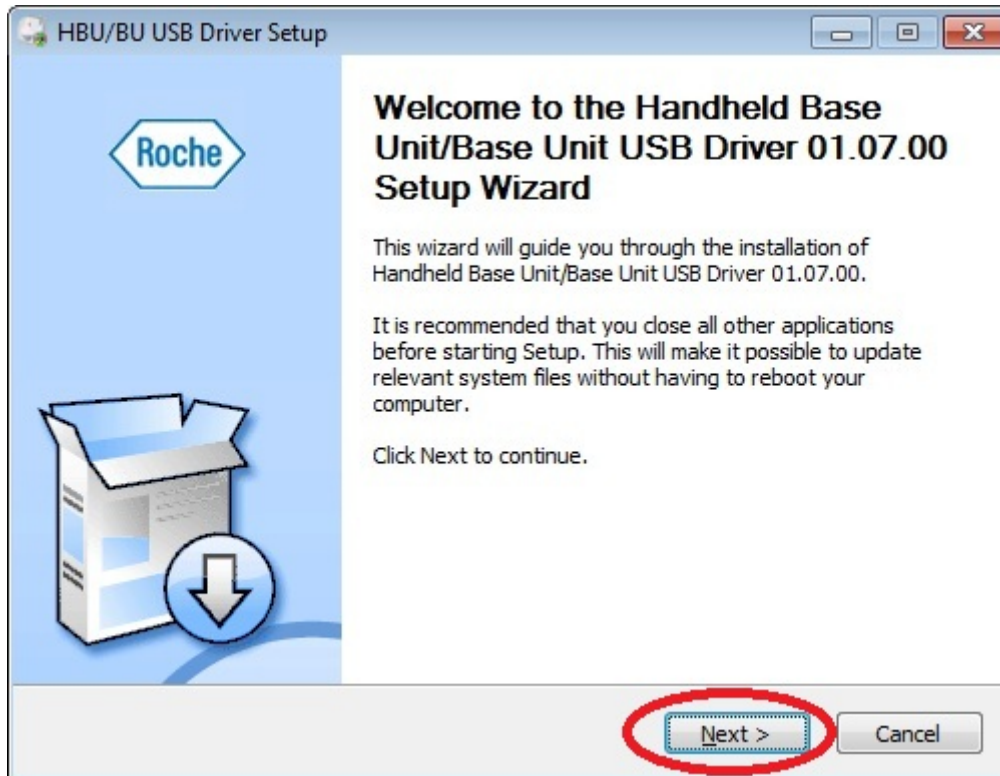 HBU/BU USB Driver Setup
Roche
Welcome to the Handheld Base
Unit/Base Unit USB Driver 01.07.00
Setup Wizard
This wizard will guide you through the installation of
Handheld Base Unit/Base Unit USB Driver 01.07.00.
It is recommended that you close all other applications
before starting Setup. This will make it possible to update
relevant system files without having to reboot your
computer.
Click Next to continue.
Next >
Cancel